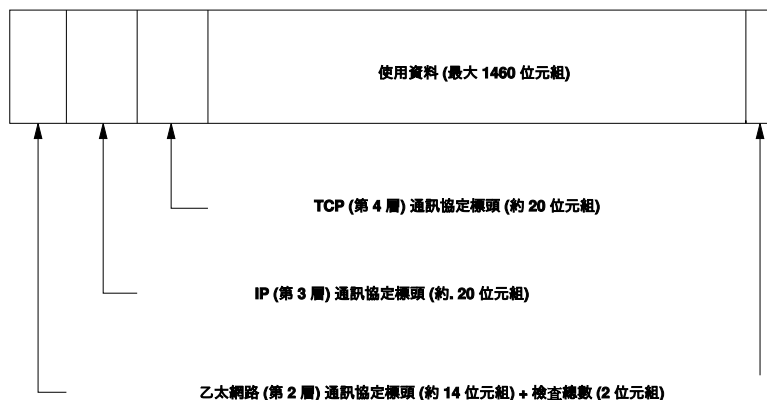 使用資料 (最大 1460 位元組)
TCP (第 4 層) 通訊協定標頭 (約 20 位元組)
IP (第 3 層) 通訊協定標頭 (約. 20 位元組)
乙太網路 (第 2 層) 通訊協定標頭 (約 14 位元組) + 檢查總數 (2 位元組)